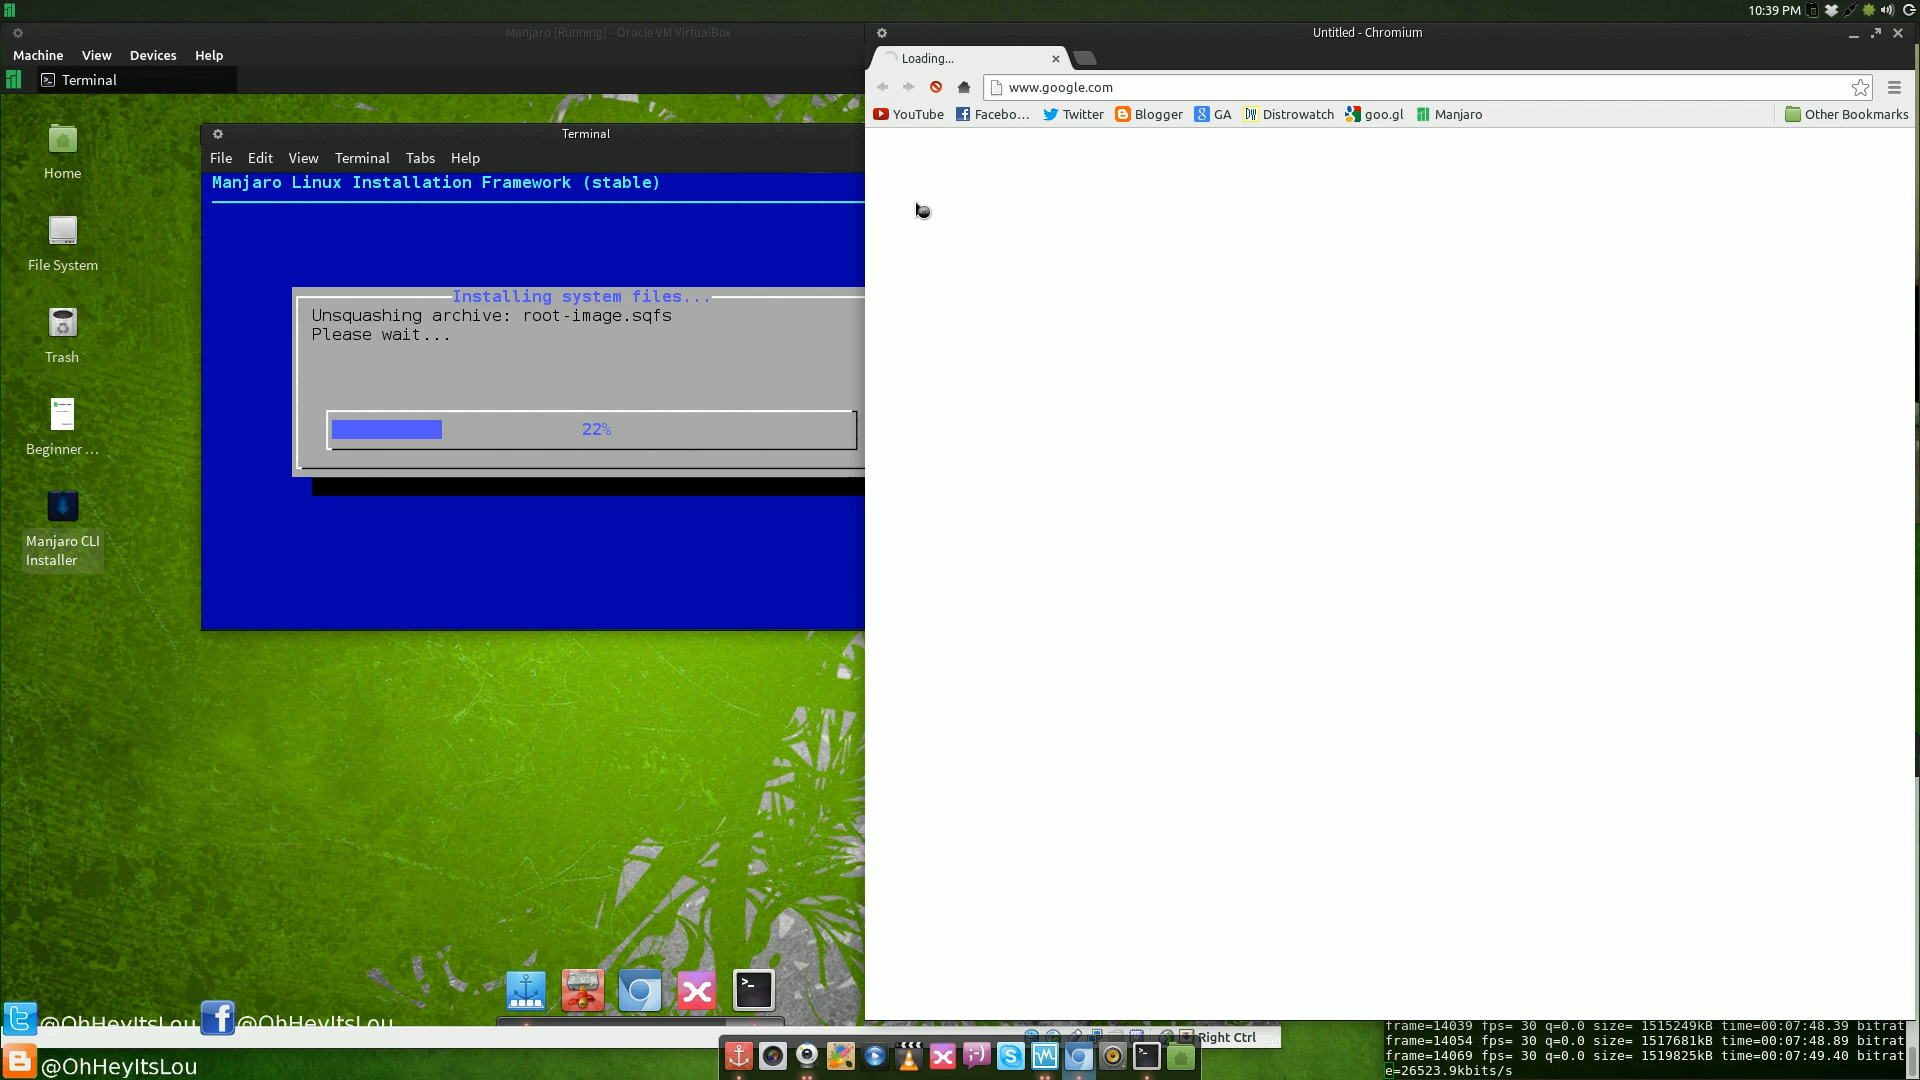 10:39 PM
Manjaro [Running] - Oracle VM VirtualBox
Machine View Devices Help
Terminal
Home
File System
Trash
Beginner ...
Manjaro CLI
Installer
Terminal
File Edit View Terminal Tabs Help
Manjaro Linux Installation Framework (stable)
Installing system files...
Unsquashing archive: root-image.sqfs
Please wait...
22%
Untitled - Chromium
Loading...
www.google.com
YouTube Facebo... Twitter Blogger GA Distrowatch goo.gl Manjaro Other Bookmarks
@OhHeyItsLou @OhHeyItsLou
@OhHeyItsLou
Right Ctrl
frame=14039 fps= 30 q=0.0 size= 1515249kB time=00:07:48.39 bitrat
frame=14054 fps= 30 q=0.0 size= 1517681kB time=00:07:48.89 bitrat
frame=14069 fps= 30 q=0.0 size= 1519825kB time=00:07:49.40 bitrat
e=26523.9kbits/s